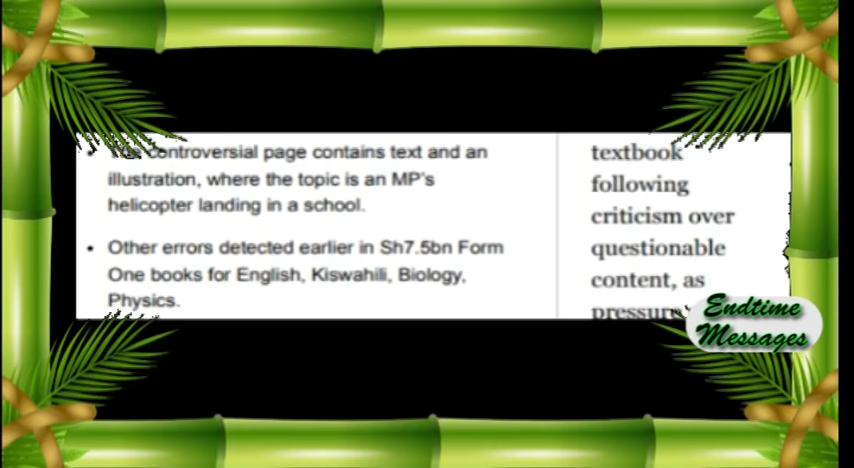 controversial page contains text and an
illustration, where the topic is an MP's
helicopter landing in a school.
• Other errors detected earlier in Sh7.5bn Form
One books for English, Kiswahili, Biology,
Physics.
textbook
following
criticism over
questionable
content, as
pressure
Endtime
Messages